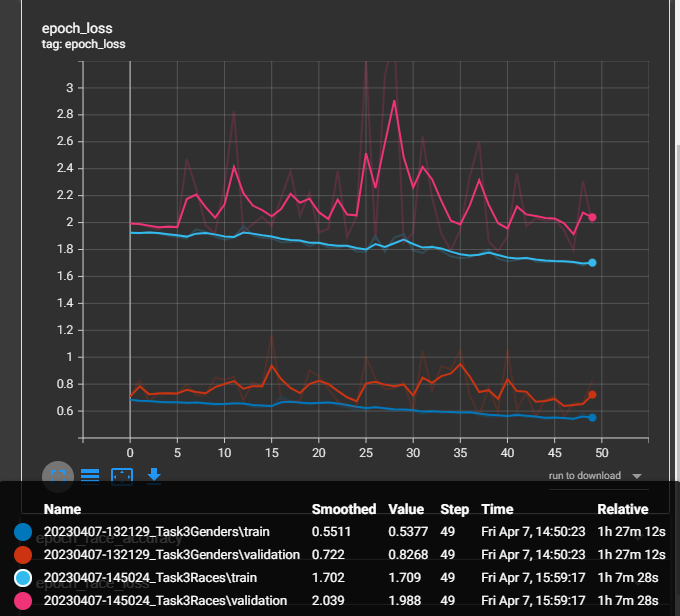 epoch_loss
tag: epoch_loss
3
2.8
2.6
2.4
2.2
2
1.8
1.6
1.4
1.2
1
0.8
0.6
0 5 10 15 20 25 30 35 40 45 50
run to download
Name Smoothed Value Step Time Relative
20230407-132129_Task3Genders\train 0.5511 0.5377 49 Fri Apr 7, 14:50:23 1h 27m 12s
epoch_race_accuracy
20230407-132129_Task3Genders\validation 0.722 0.8268 49 Fri Apr 7, 14:50:23 1h 27m 12s
20230407-145024_Task3Races\train 1.702 1.709 49 Fri Apr 7, 15:59:17 1h 7m 28s
epoch_race_loss
20230407-145024_Task3Races\validation 2.039 1.988 49 Fri Apr 7, 15:59:17 1h 7m 28s